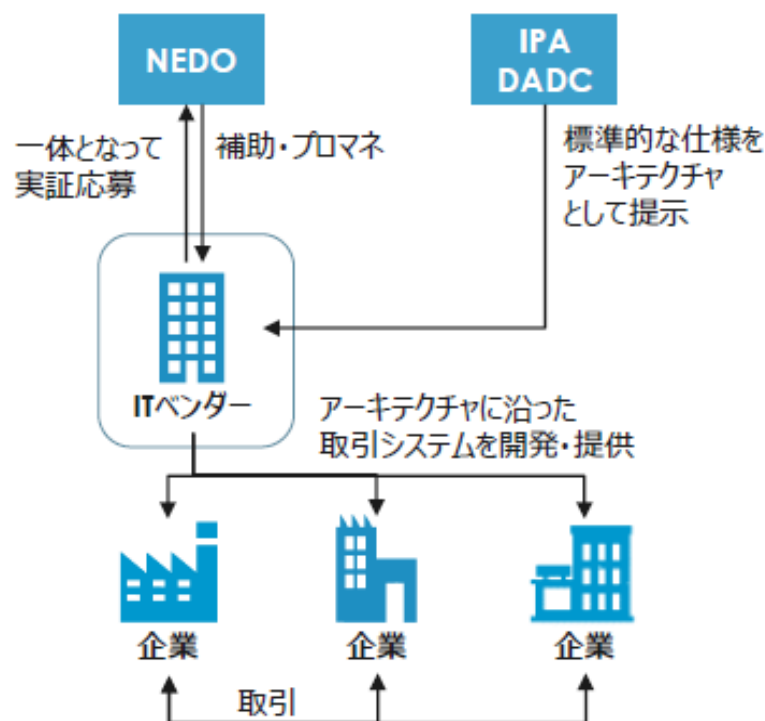 NEDO
IPA
DADC
一体となって
実証応募
補助・プロマネ
標準的な仕様を
アーキテクチャ
として提示
ITベンダー
アーキテクチャに沿った
取引システムを開発・提供
企業
企業
企業
取引